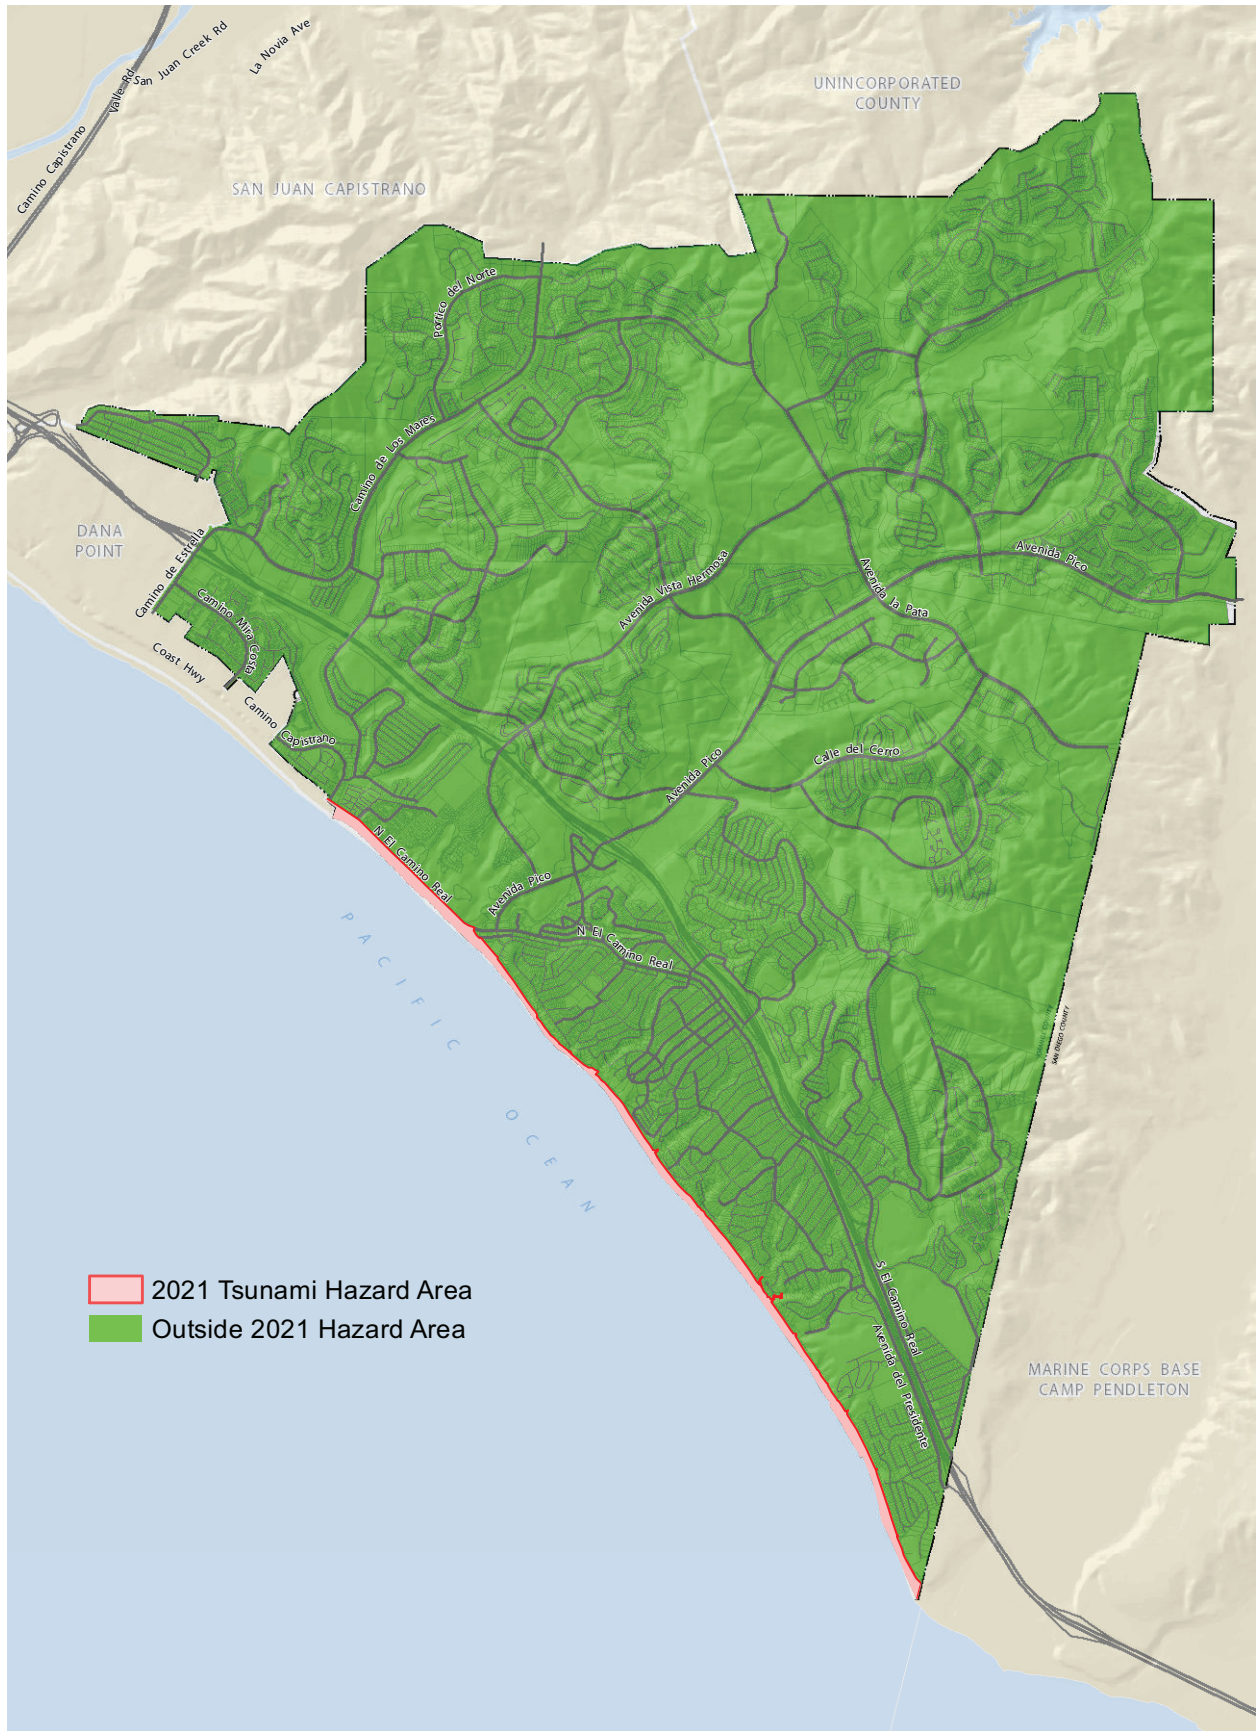 San Juan Creek Rd
La Novia Ave
Valle Rd
Camino Capistrano
UNINCORPORATED
COUNTY
SAN JUAN CAPISTRANO
Portico del Norte
Camino de Los Mares
DANA
POINT
Camino de Estrella
Camino Mira Costa
Coast Hwy
Camino Capistrano
Avenida Vista Hermosa
Avenida la Pata
Avenida Pico
Calle del Cerro
Avenida Pico
N El Camino Real
Avenida Pico
N El Camino Real
PACIFIC OCEAN
SAN DIEGO COUNTY
S El Camino Real
Avenida del Presidente
2021 Tsunami Hazard Area
Outside 2021 Hazard Area
MARINE CORPS BASE
CAMP PENDLETON